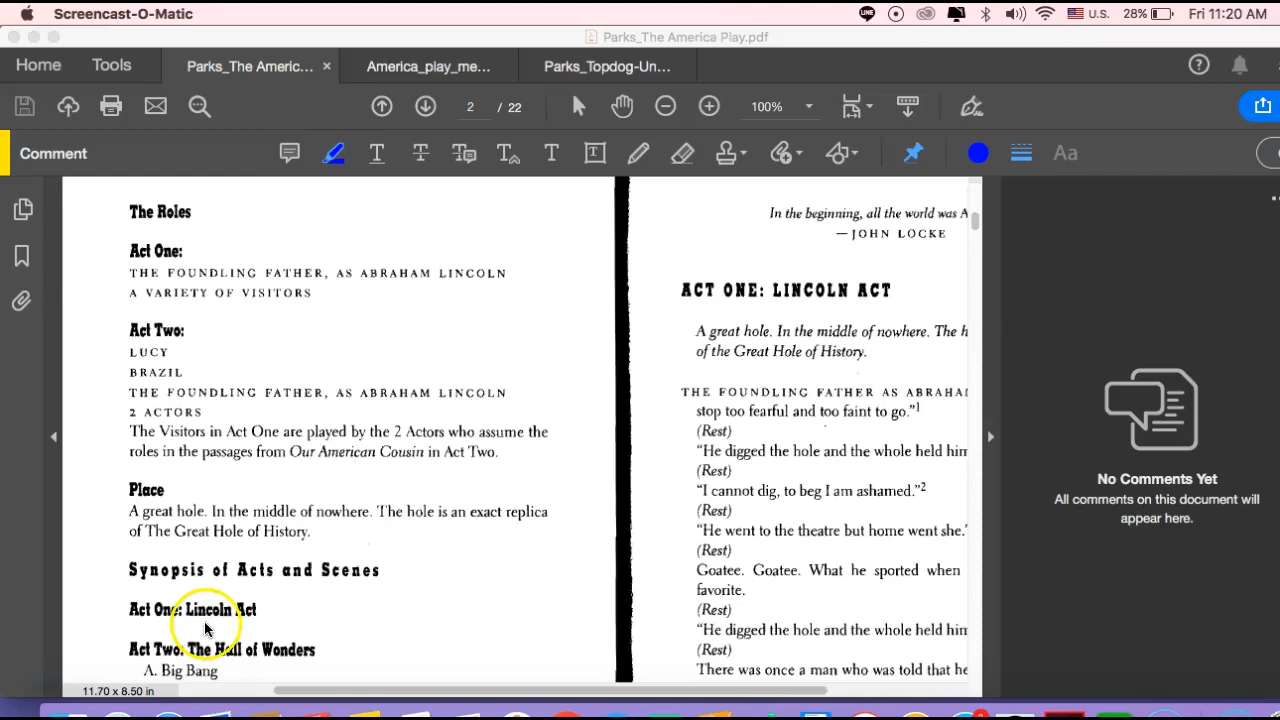 Screencast-O-Matic
U.S. 28% Fri 11:20 AM
Parks_The America Play.pdf
Home Tools Parks_The Americ... × America_play_me... Parks_Topdog-Un...
2 / 22 100%
Comment Aa
The Roles
Act One:
THE FOUNDLING FATHER, AS ABRAHAM LINCOLN
A VARIETY OF VISITORS
Act Two:
LUCY
BRAZIL
THE FOUNDLING FATHER, AS ABRAHAM LINCOLN
2 ACTORS
The Visitors in Act One are played by the 2 Actors who assume the
roles in the passages from Our American Cousin in Act Two.
Place
A great hole. In the middle of nowhere. The hole is an exact replica
of The Great Hole of History.
Synopsis of Acts and Scenes
Act One: Lincoln Act
Act Two: The Hall of Wonders
A. Big Bang
In the beginning, all the world was A
—JOHN LOCKE
ACT ONE: LINCOLN ACT
A great hole. In the middle of nowhere. The h
of the Great Hole of History.
THE FOUNDLING FATHER AS ABRAHA
stop too fearful and too faint to go."1
(Rest)
"He digged the hole and the whole held him
(Rest)
"I cannot dig, to beg I am ashamed."2
(Rest)
"He went to the theatre but home went she."
(Rest)
Goatee. Goatee. What he sported when
favorite.
(Rest)
"He digged the hole and the whole held him
(Rest)
There was once a man who was told that he
No Comments Yet
All comments on this document will
appear here.
11.70 x 8.50 in